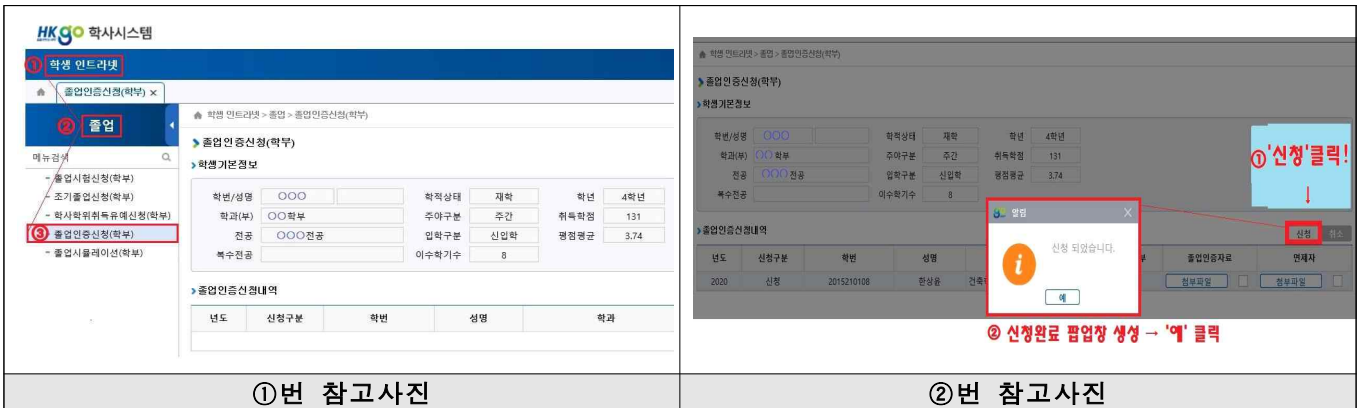 HKgo 학사시스템
① 학생 인트라넷
졸업인증신청(학부) ×
② 졸업
메뉴검색
- 졸업시험신청(학부)
- 조기졸업신청(학부)
- 학사학위취득유예신청(학부)
③ 졸업인증신청(학부)
- 졸업시뮬레이션(학부)
학생 인트라넷 > 졸업 > 졸업인증신청(학부)
졸업인증신청(학부)
학생기본정보
학번/성명 ○○○ 학적상태 재학 학년 4학년
학과(부) ○○학부 주야구분 주간 취득학점 131
전공 ○○○전공 입학구분 신입학 평점평균 3.74
복수전공 이수학기수 8
졸업인증신청내역
년도 신청구분 학번 성명 학과
①번 참고사진
학생 인트라넷 > 졸업 > 졸업인증신청(학부)
졸업인증신청(학부)
학생기본정보
학번/성명 ○○○ 학적상태 재학 학년 4학년
학과(부) ○○학부 주야구분 주간 취득학점 131
전공 ○○○전공 입학구분 신입학 평점평균 3.74
복수전공 이수학기수 8
①'신청'클릭!
↓
졸업인증신청내역 신청 취소
년도 신청구분 학번 성명 부 졸업인증자료 연제자
2020 신청 2015210108 한상용 건축 첨부파일 첨부파일
알림 X
신청 되었습니다.
예
② 신청완료 팝업창 생성 → '예' 클릭
②번 참고사진